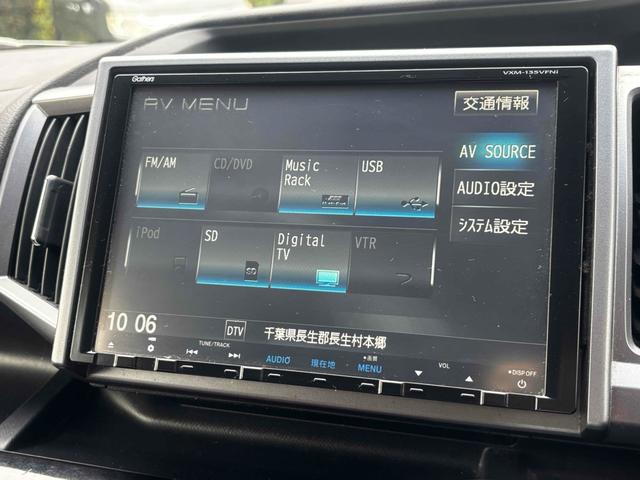 Gathers
VXM-135VFNi
AV MENU
交通情報
FM/AM
CD/DVD
Music Rack
USB
AV SOURCE
AUDIO設定
システム設定
iPod
SD
SD
Digital TV
VTR
10 06
DTV
千葉県長生郡長生村本郷
TUNE/TRACK
AUDIO
現在地
●画質
MENU
VOL
●DISP OFF